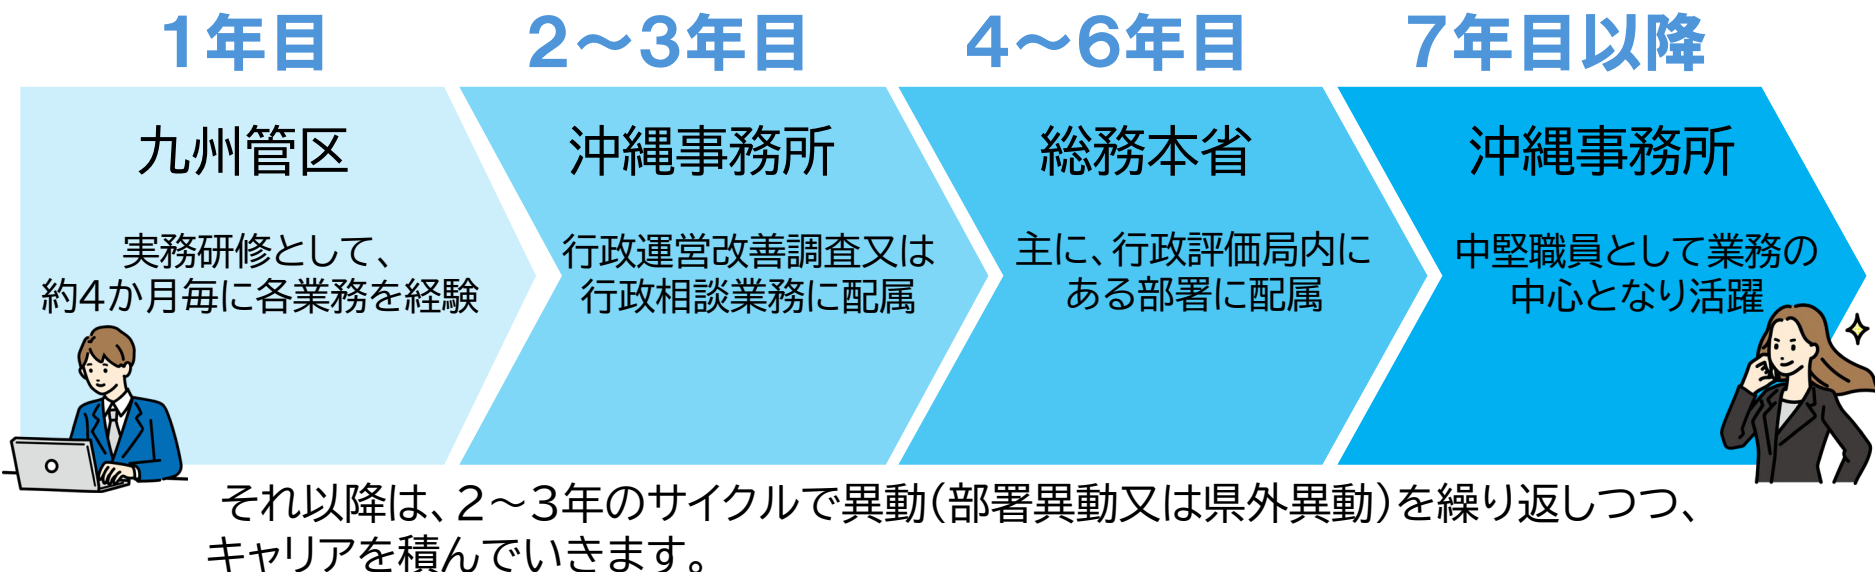 1年目
九州管区
実務研修として、
約4か月毎に各業務を経験
2～3年目
沖縄事務所
行政運営改善調査又は
行政相談業務に配属
4～6年目
総務本省
主に、行政評価局内に
ある部署に配属
7年目以降
沖縄事務所
中堅職員として業務の
中心となり活躍
それ以降は、2～3年のサイクルで異動(部署異動又は県外異動)を繰り返しつつ、
キャリアを積んでいきます。